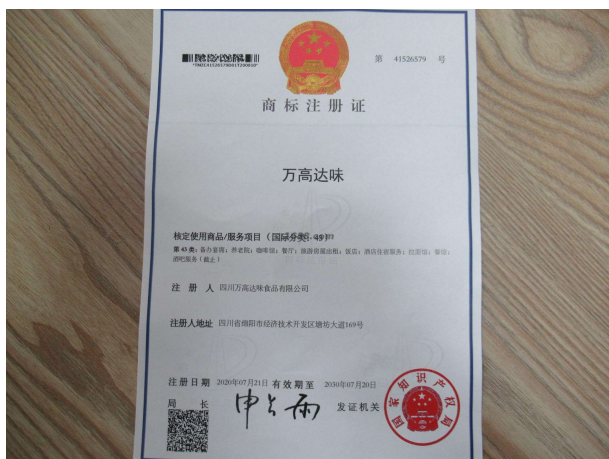 第 41526579 号
商标注册证
万高达味
核定使用商品/服务项目（国际分类：43）
第 43 类：备办宴席；养老院；咖啡馆；餐厅；旅游房屋出租；饭店；酒店住宿服务；拉面馆；餐馆；
酒吧服务（截止）
注 册 人 四川万高达味食品有限公司
注册人地址 四川省绵阳市经济技术开发区塘坊大道169号
注册日期 2020年07月21日 有效期至 2030年07月20日
局 长 发证机关
国家知识产权局